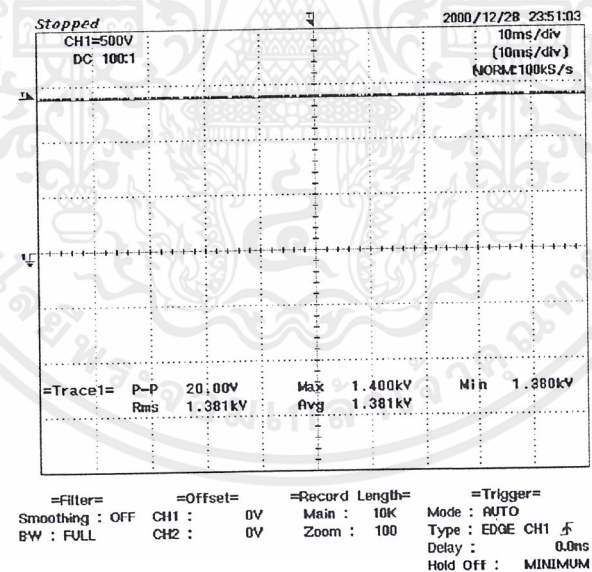 Stopped
2000/12/28 23:51:03
CH1=500V
10ms/div
DC 100:1
(10ms/div)
NORM:100kS/s
=Trace1= P-P 20.00V Max 1.400kV Min 1.380kV
Rms 1.381kV Avg 1.381kV
=Filter= =Offset= =Record Length= =Trigger=
Smoothing : OFF CH1 : 0V Main : 10K Mode : AUTO
BW : FULL CH2 : 0V Zoom : 100 Type : EDGE CH1
Delay : 0.0ns
Hold Off : MINIMUM